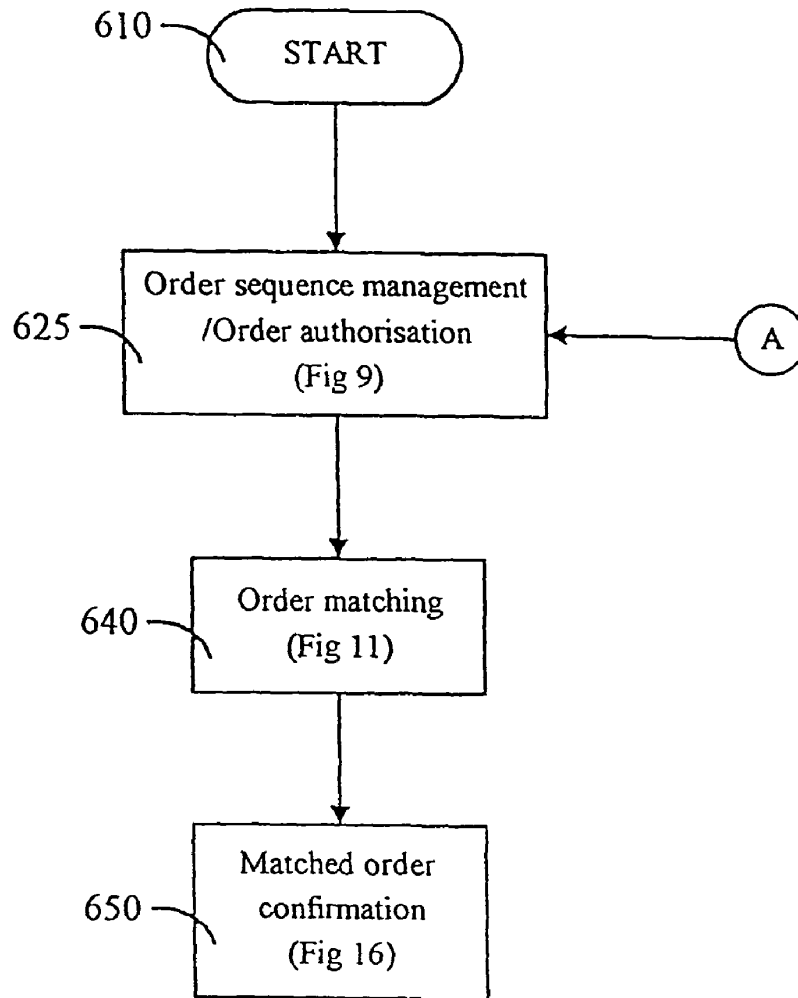 610
START
625
Order sequence management
/Order authorisation
(Fig 9)
A
640
Order matching
(Fig 11)
650
Matched order
confirmation
(Fig 16)